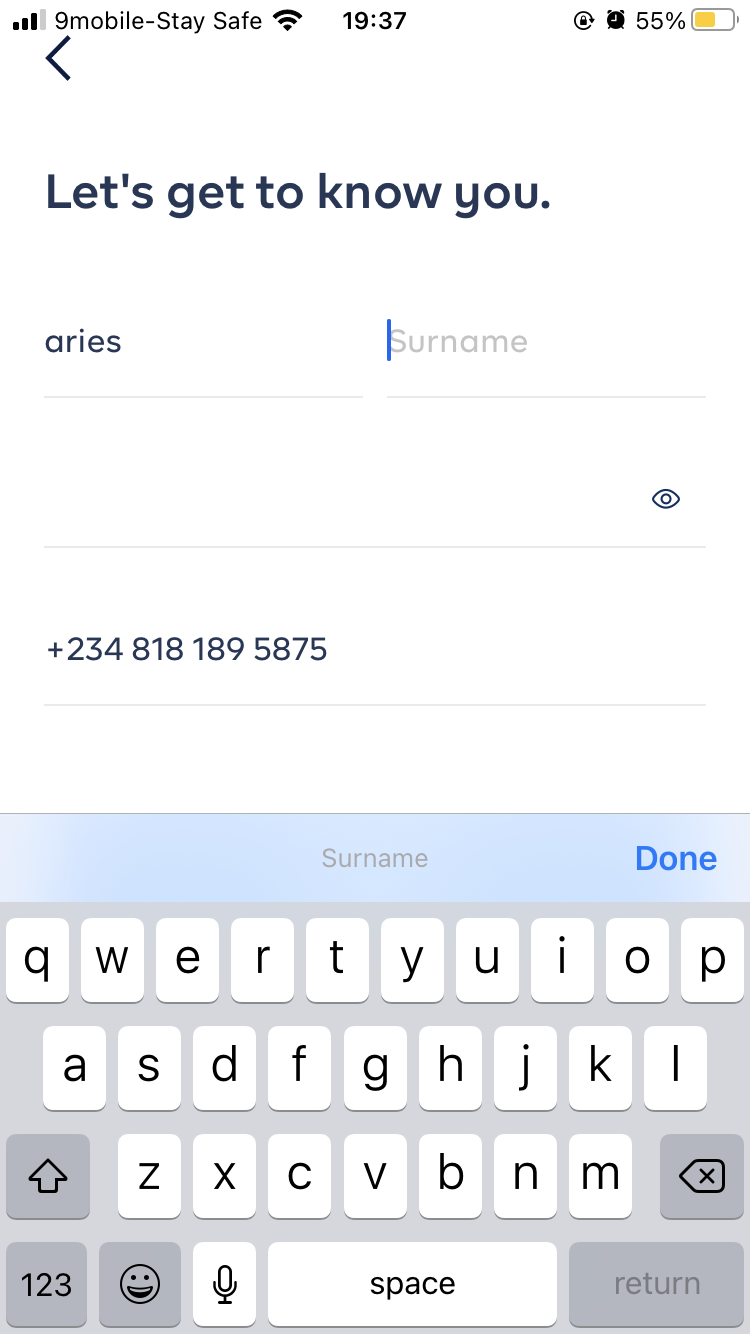 9mobile-Stay Safe 19:37 55%
Let's get to know you.
aries Surname
+234 818 189 5875
Surname Done
q w e r t y u i o p
a s d f g h j k l
z x c v b n m
123 space return